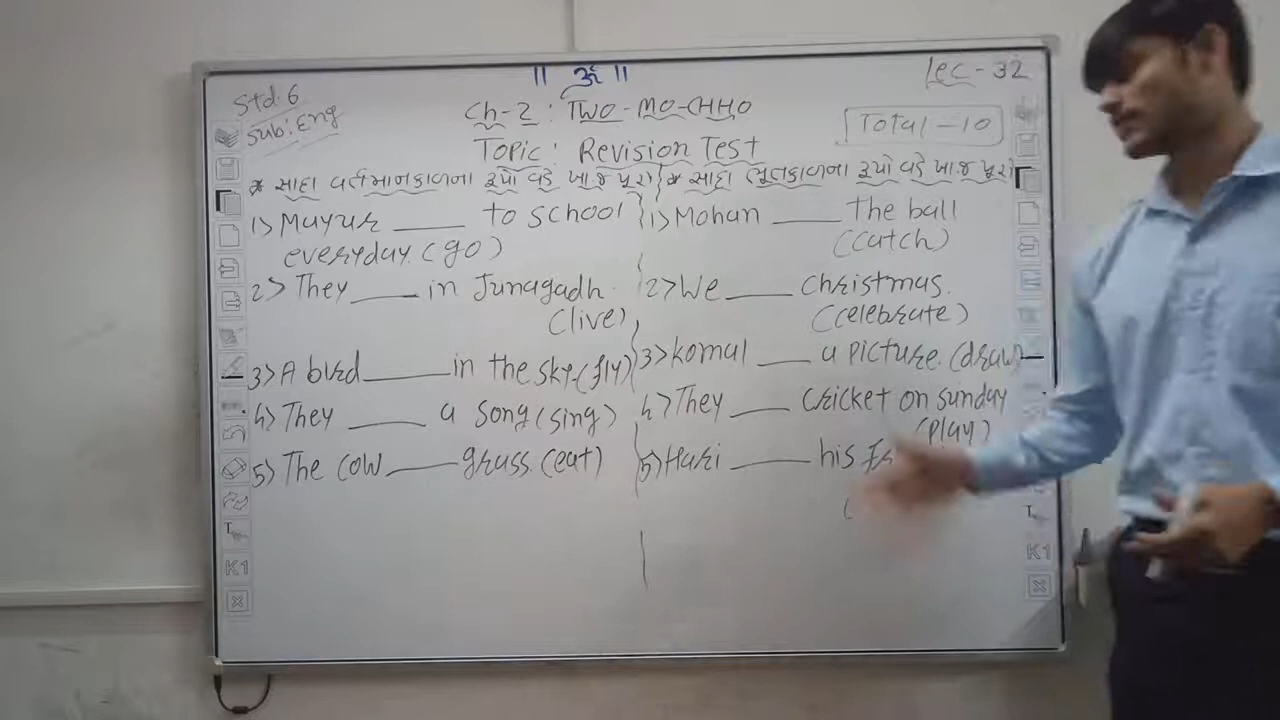 || ૐ ||
Std. 6
Sub: Eng
Lec - 32
Ch-2 : TWO-MO-CHHO
Total - 10
Topic : Revision Test
* સાદા વર્તમાનકાળના રૂપો વડે ખા.જ પૂરો
1) Mayur ____ to school
everyday. (go)
2) They ____ in Junagadh.
(live)
3) A bird ____ in the sky. (fly)
4) They ____ a song (sing)
5) The cow ____ grass. (eat)
* સાદા ભૂતકાળના રૂપો વડે ખા.જ પૂરો
1) Mohan ____ the ball
(catch)
2) We ____ christmas.
(celebrate)
3) komal ____ a picture. (draw)
4) They ____ cricket on sunday
(play)
5) Hari ____ his
T
K1
K1
T